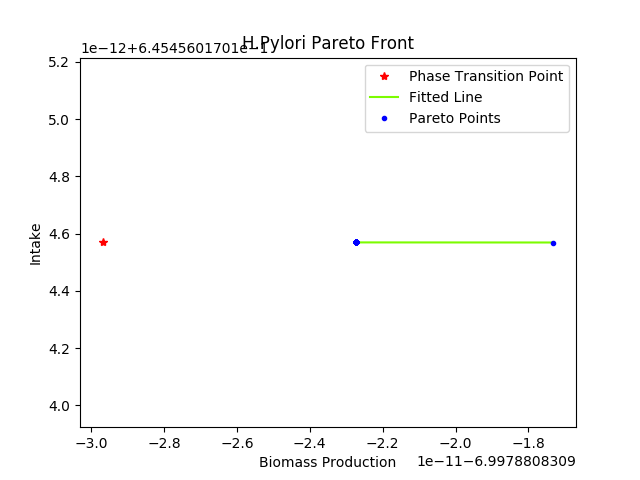 H.Pylori Pareto Front
1e−12+6.4545601701e−1
5.2
5.0
4.8
4.6
4.4
4.2
4.0
Intake
Phase Transition Point
Fitted Line
Pareto Points
−3.0 −2.8 −2.6 −2.4 −2.2 −2.0 −1.8
Biomass Production
1e−11−6.9978808309